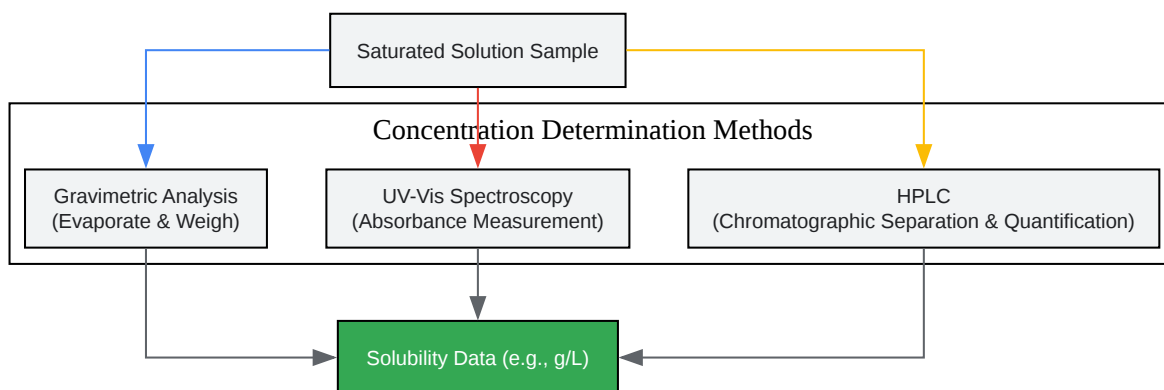 Saturated Solution Sample
Concentration Determination Methods
Gravimetric Analysis
(Evaporate & Weigh)
UV-Vis Spectroscopy
(Absorbance Measurement)
HPLC
(Chromatographic Separation & Quantification)
Solubility Data (e.g., g/L)